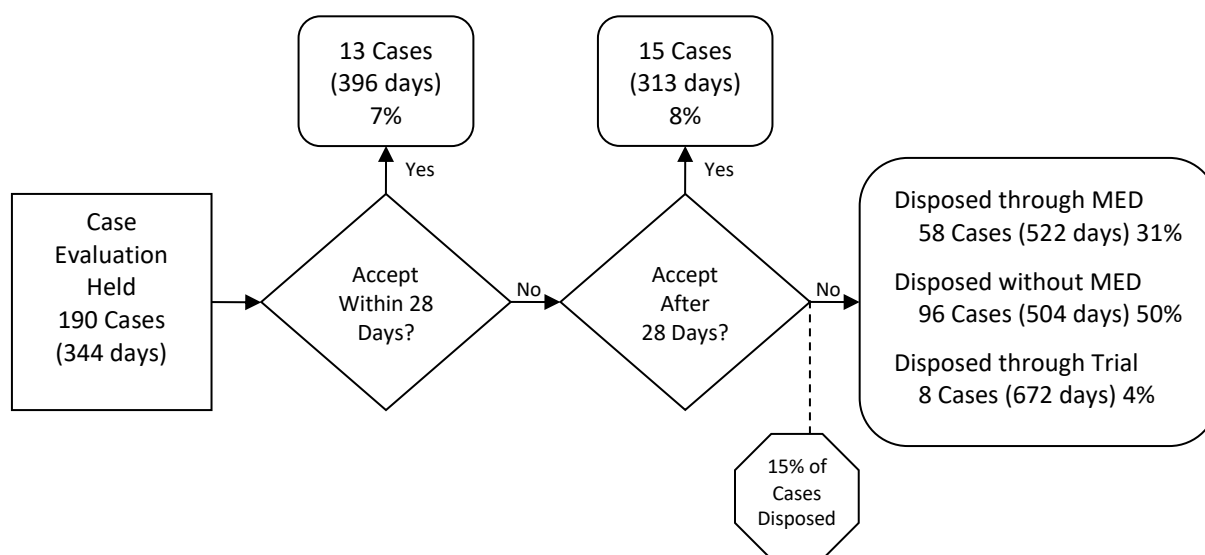 13 Cases
(396 days)
7%
15 Cases
(313 days)
8%
Yes
Yes
Case
Evaluation
Held
190 Cases
(344 days)
Accept
Within 28
Days?
No
Accept
After
28 Days?
No
Disposed through MED
58 Cases (522 days) 31%
Disposed without MED
96 Cases (504 days) 50%
Disposed through Trial
8 Cases (672 days) 4%
15% of
Cases
Disposed